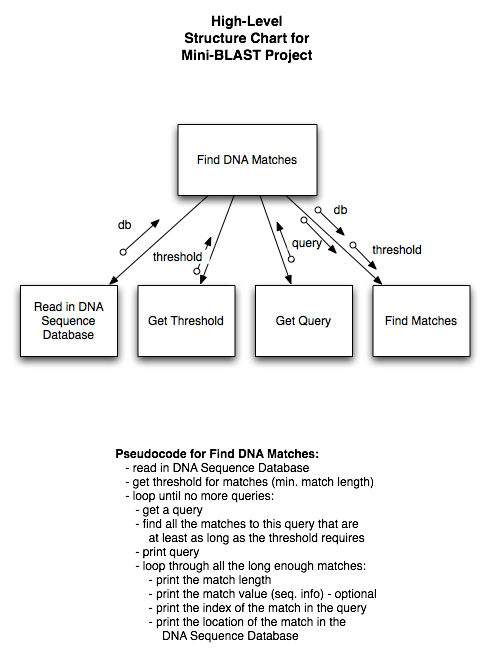 High-Level
Structure Chart for
Mini-BLAST Project
Find DNA Matches
db
db
threshold
query
threshold
Read in DNA
Sequence
Database
Get Threshold
Get Query
Find Matches
Pseudocode for Find DNA Matches:
- read in DNA Sequence Database
- get threshold for matches (min. match length)
- loop until no more queries:
- get a query
- find all the matches to this query that are
at least as long as the threshold requires
- print query
- loop through all the long enough matches:
- print the match length
- print the match value (seq. info) - optional
- print the index of the match in the query
- print the location of the match in the
DNA Sequence Database